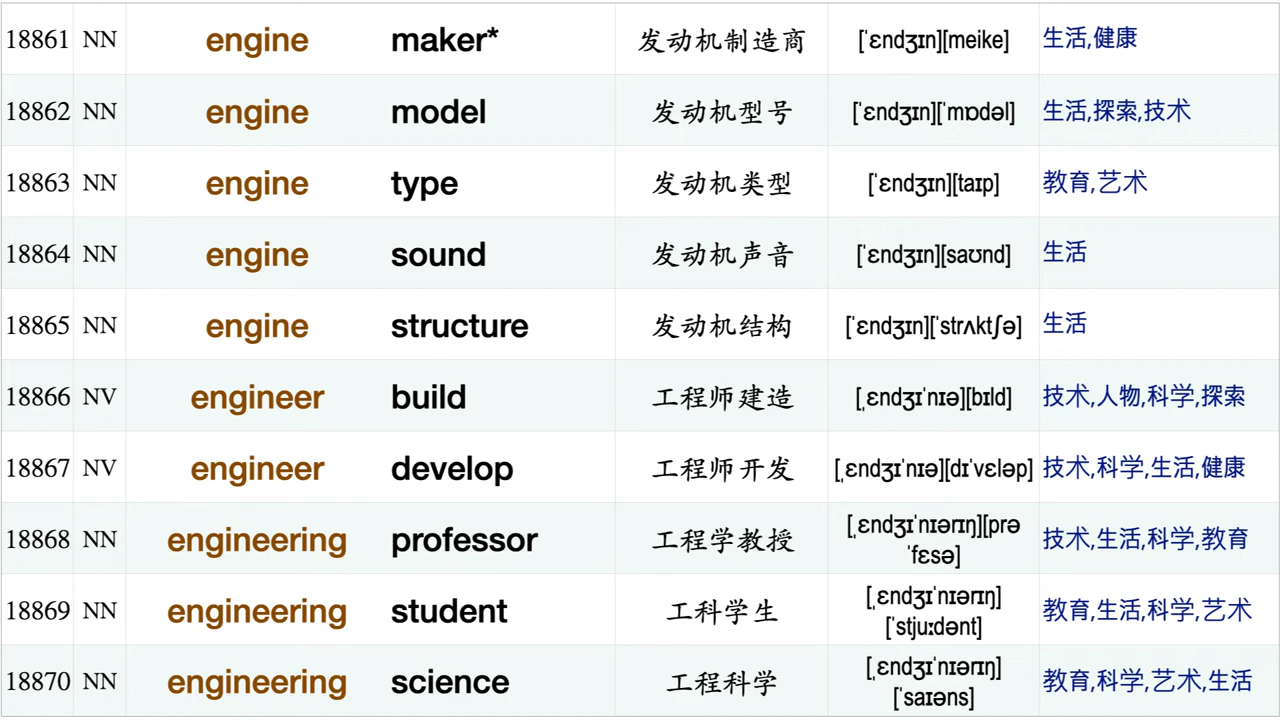 18861 NN engine maker* 发动机制造商 [ˈɛndʒɪn][meike] 生活,健康
18862 NN engine model 发动机型号 [ˈɛndʒɪn][ˈmɒdəl] 生活,探索,技术
18863 NN engine type 发动机类型 [ˈɛndʒɪn][taɪp] 教育,艺术
18864 NN engine sound 发动机声音 [ˈɛndʒɪn][saʊnd] 生活
18865 NN engine structure 发动机结构 [ˈɛndʒɪn][ˈstrʌktʃə] 生活
18866 NV engineer build 工程师建造 [ˌɛndʒɪˈnɪə][bɪld] 技术,人物,科学,探索
18867 NV engineer develop 工程师开发 [ˌɛndʒɪˈnɪə][dɪˈvɛləp] 技术,科学,生活,健康
18868 NN engineering professor 工程学教授 [ˌɛndʒɪˈnɪərɪŋ][prə
ˈfɛsə] 技术,生活,科学,教育
18869 NN engineering student 工科学生 [ˌɛndʒɪˈnɪərɪŋ]
[ˈstjuːdənt] 教育,生活,科学,艺术
18870 NN engineering science 工程科学 [ˌɛndʒɪˈnɪərɪŋ]
[ˈsaɪəns] 教育,科学,艺术,生活